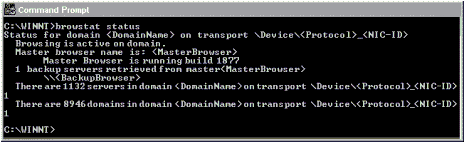 Command Prompt
C:\WINNT>browstat status
Status for domain <DomainName> on transport \Device\<Protocol>_<NIC-ID>
Browsing is active on domain.
Master browser name is: <MasterBrowser>
Master Browser is running build 1877
1 backup servers retrieved from master<MasterBrowser>
\\<BackupBrowser>
There are 1132 servers in domain <DomainName> on transport \Device\<Protocol>_<NIC-ID>
1
There are 8946 domains in domain <DomainName> on transport \Device\<Protocol>_<NIC-ID>
1
C:\WINNT>